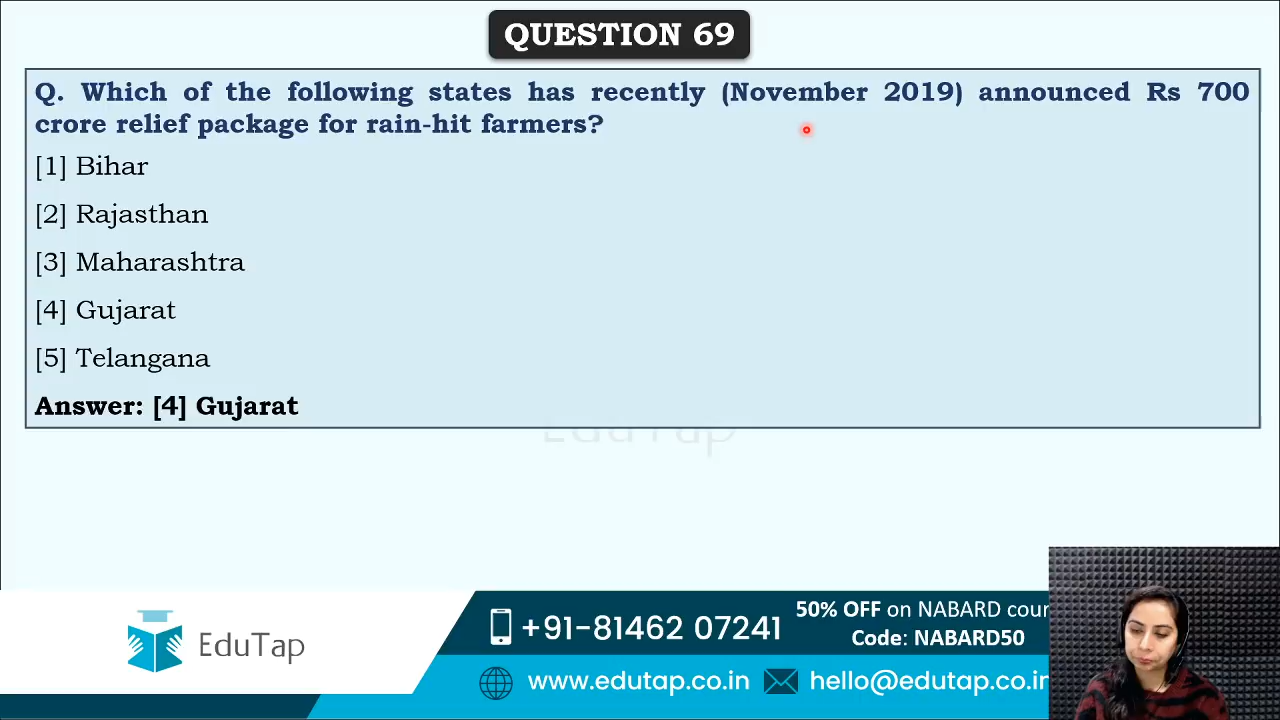 QUESTION 69
Q. Which of the following states has recently (November 2019) announced Rs 700
crore relief package for rain-hit farmers?
[1] Bihar
[2] Rajasthan
[3] Maharashtra
[4] Gujarat
[5] Telangana
Answer: [4] Gujarat
EduTap
EduTap
+91-81462 07241
50% OFF on NABARD cour
Code: NABARD50
www.edutap.co.in
hello@edutap.co.in